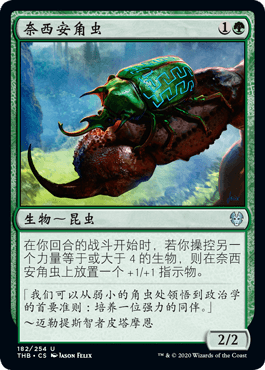 奈西安角虫 1
生物～昆虫
在你回合的战斗开始时，若你操控另一
个力量等于或大于 4 的生物，则在奈西
安角虫上放置一个 +1/+1 指示物。
「我们可以从弱小的角虫处领悟到政治学
的首要准则：培养一位强力的同伴。」
～迈勒提斯智者皮塔摩恩
2/2
182/254 U
THB • CS Jason Felix
™ & © 2020 Wizards of the Coast